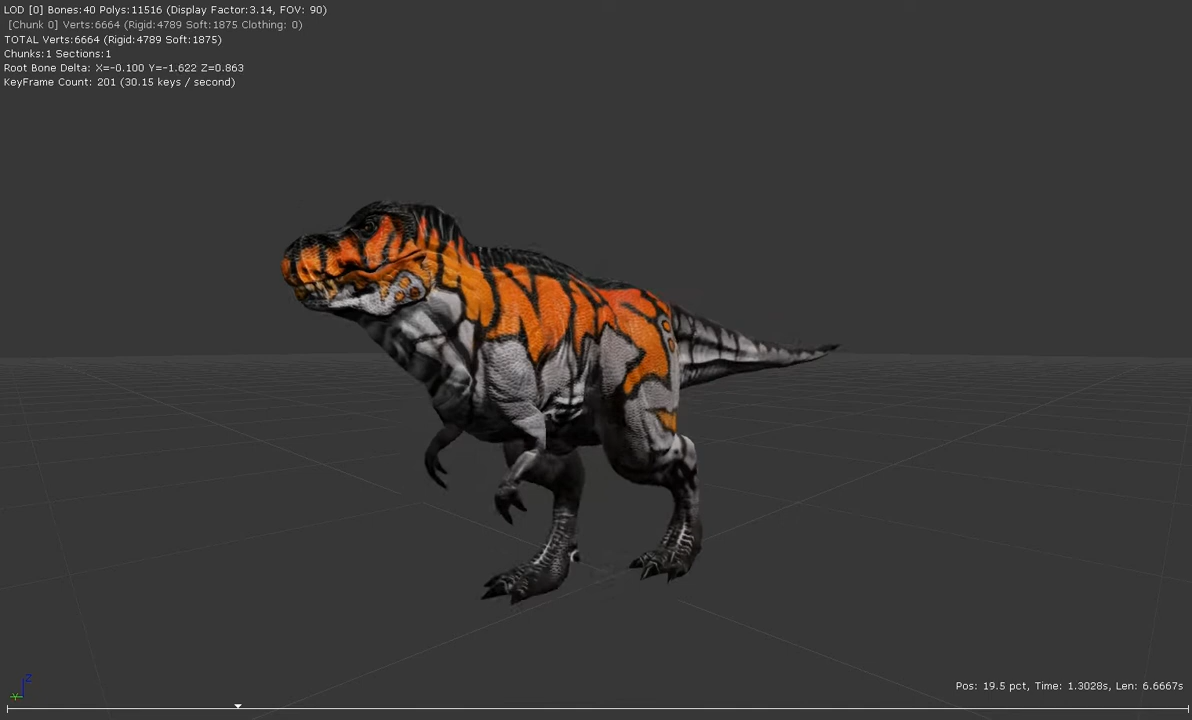 LOD [0] Bones:40 Polys:11516 (Display Factor:3.14, FOV: 90)
[Chunk 0] Verts:6664 (Rigid:4789 Soft:1875 Clothing: 0)
TOTAL Verts:6664 (Rigid:4789 Soft:1875)
Chunks:1 Sections:1
Root Bone Delta: X=-0.100 Y=-1.622 Z=0.863
KeyFrame Count: 201 (30.15 keys / second)
Z
Y
Pos: 19.5 pct, Time: 1.3028s, Len: 6.6667s